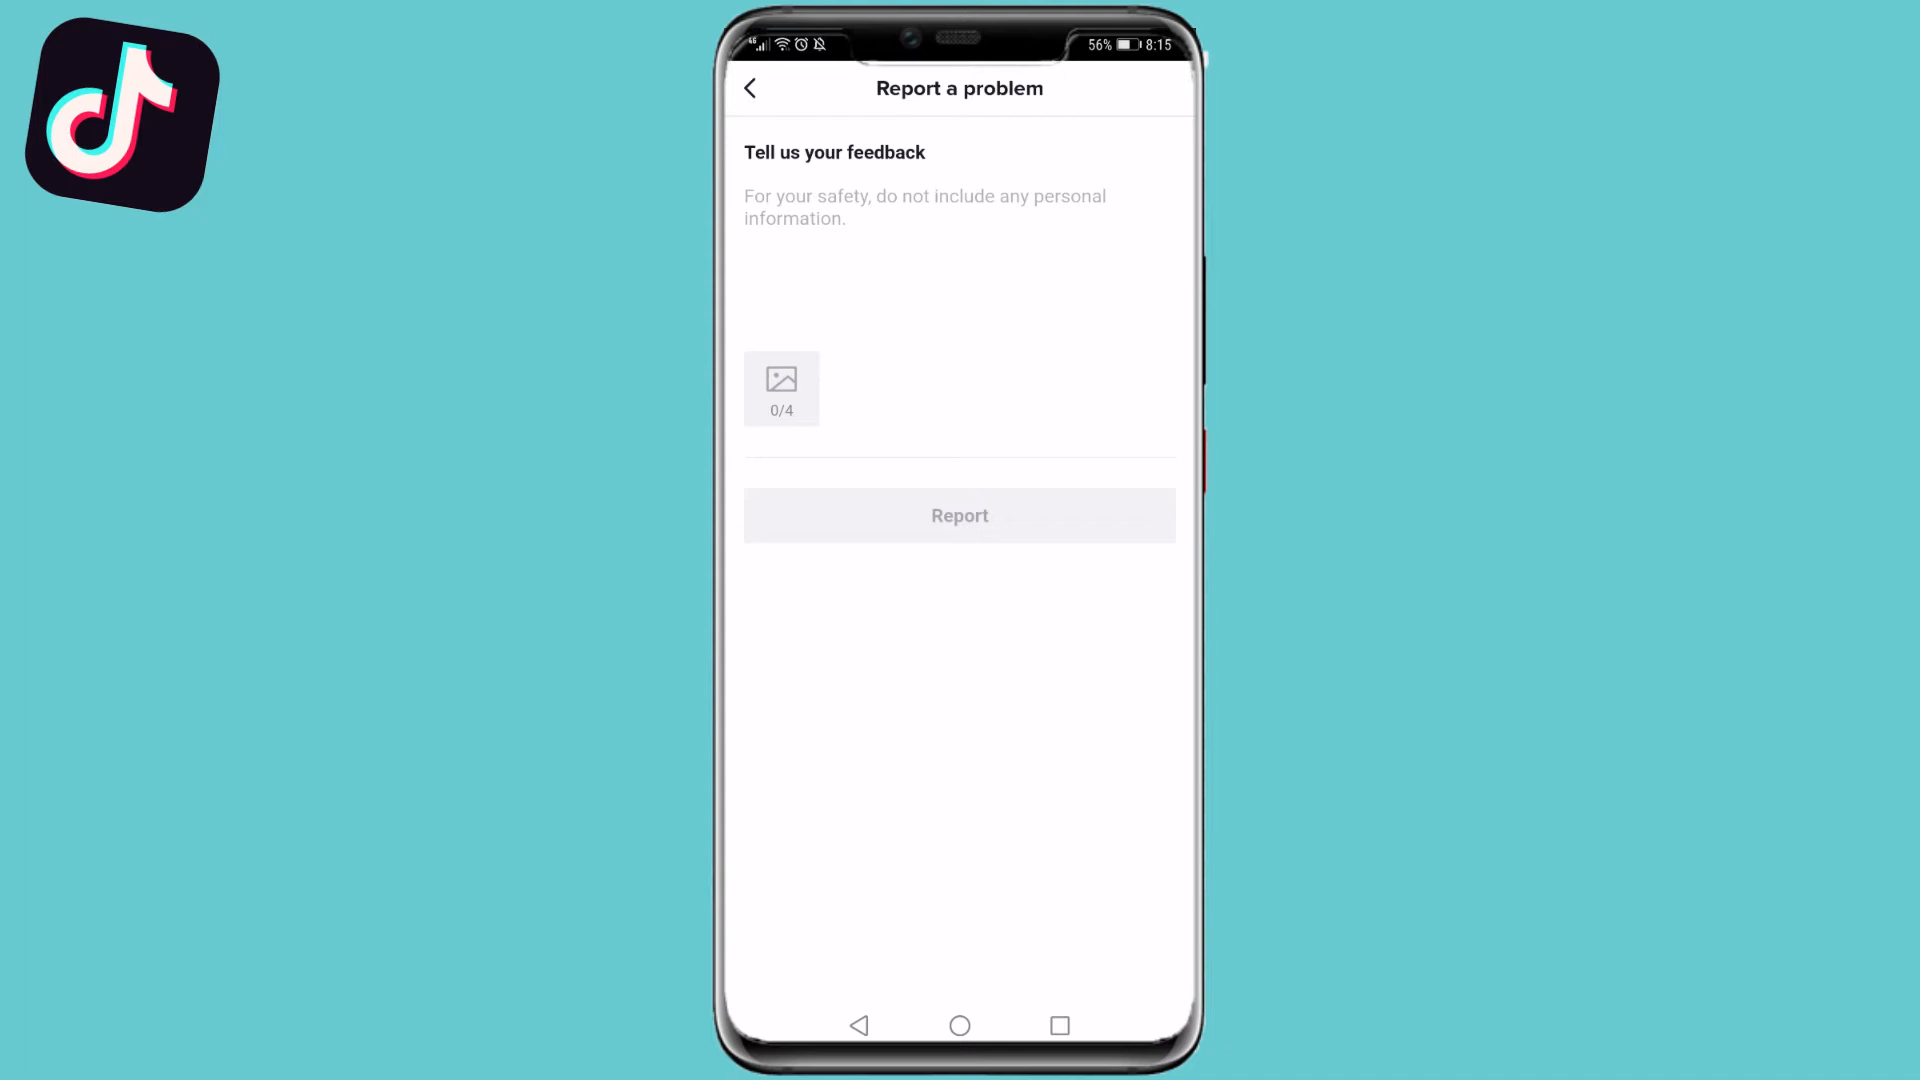 4G
56% 8:15
Report a problem
Tell us your feedback
For your safety, do not include any personal
information.
0/4
Report